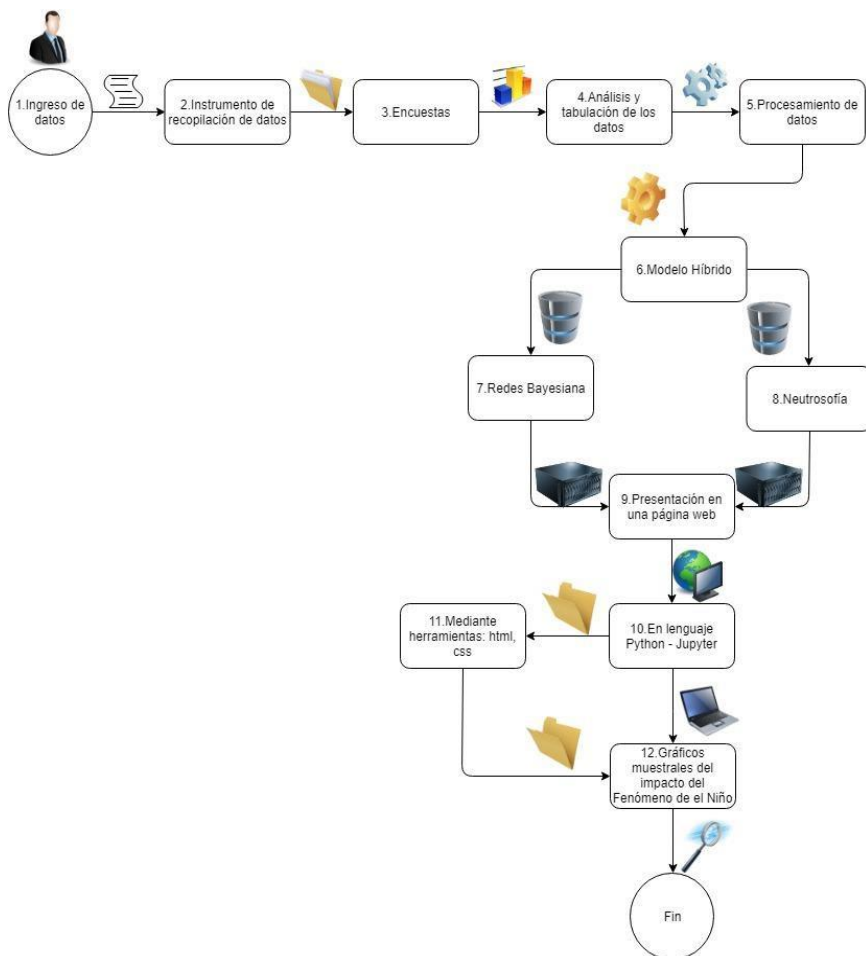 1.Ingreso de
datos
2.Instrumento de
recopilación de datos
3.Encuestas
4.Análisis y
tabulación de los
datos
5.Procesamiento de
datos
6.Modelo Híbrido
7.Redes Bayesiana
8.Neutrosofía
9.Presentación en
una página web
10.En lenguaje
Python - Jupyter
11.Mediante
herramientas: html,
css
12.Gráficos
muestrales del
impacto del
Fenómeno de el Niño
Fin